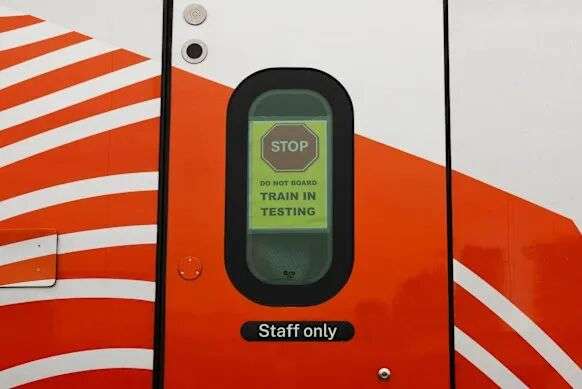 STOP
DO NOT BOARD
TRAIN IN
TESTING
Staff only